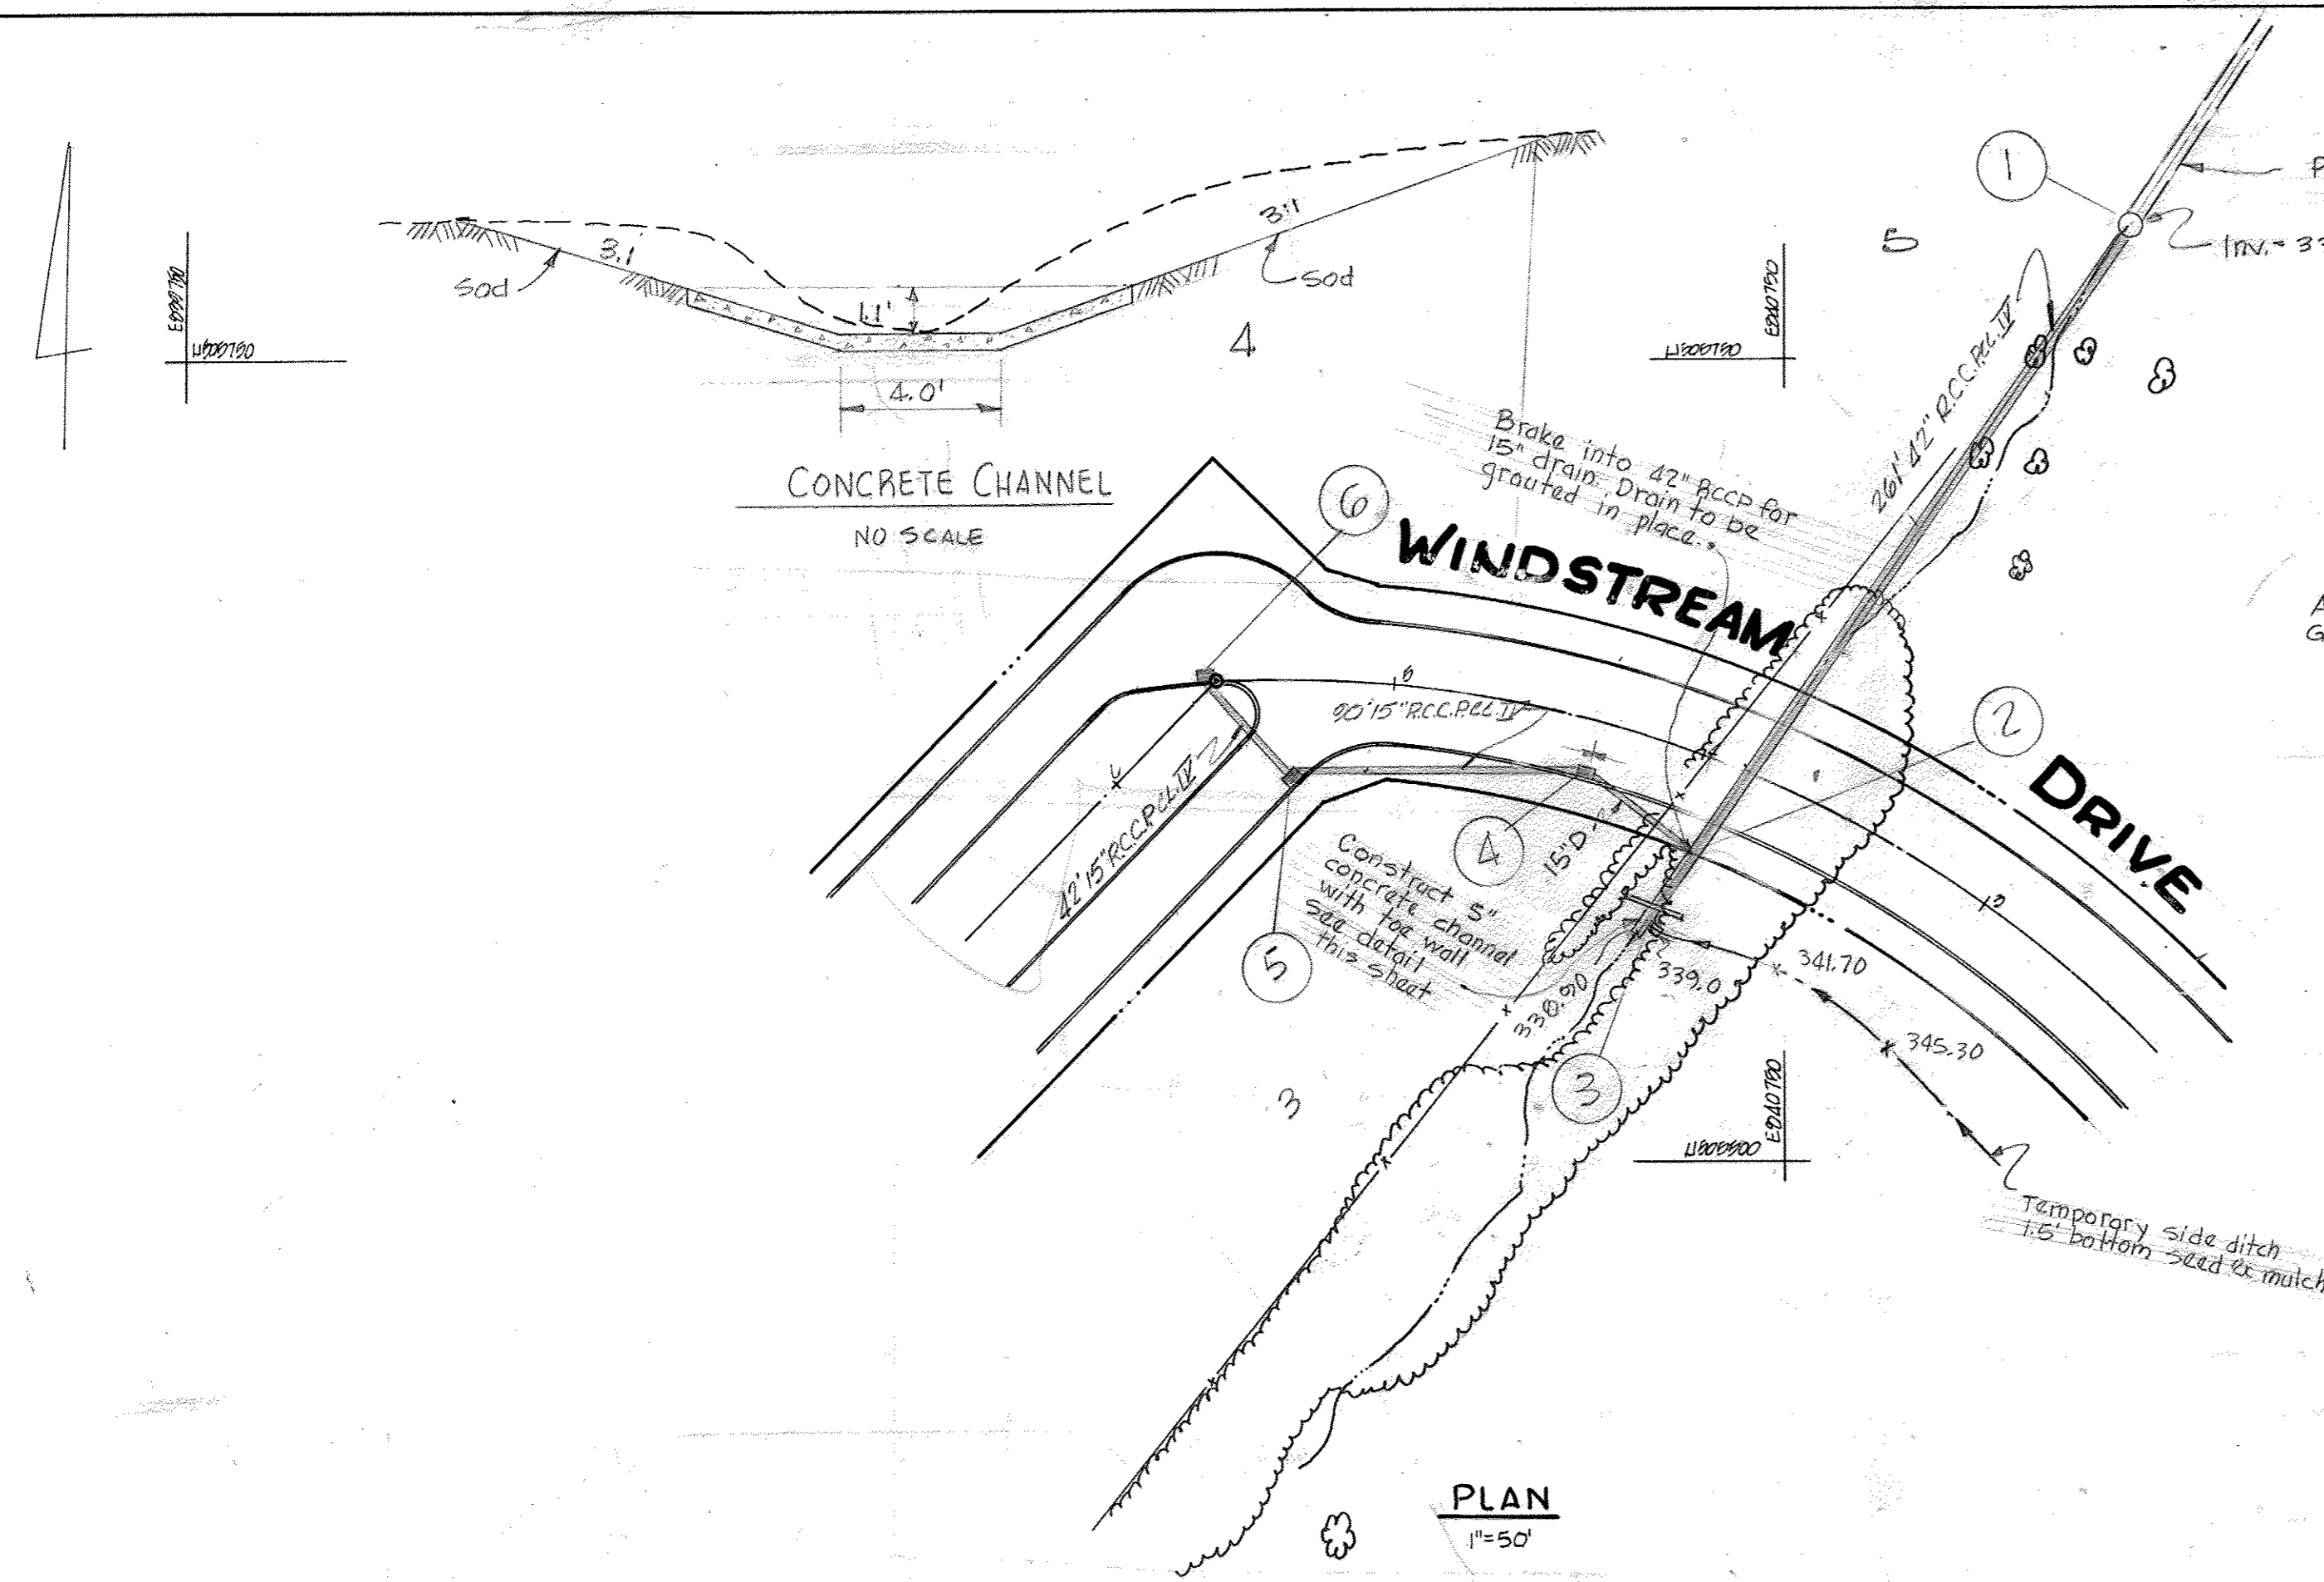 3:1
Sod
1.1'
4.0'
3:1
Sod
4
CONCRETE CHANNEL
NO SCALE
1
5
Inv.= 33
261' 42" R.C.C.P. CL. IV
Brake into 42" RCCP for
15" drain. Drain to be
grouted in place.
6
WINDSTREAM
DRIVE
2
90' 15" R.C.C.P. CL. IV
42' 15" R.C.C.P. CL. IV
15" D
4
5
Construct 5"
concrete channel
with toe wall
see detail
this sheet
338.90
339.0
341.70
345.30
3
3
Temporary side ditch
1.5' bottom seed & mulch
PLAN
1"=50'